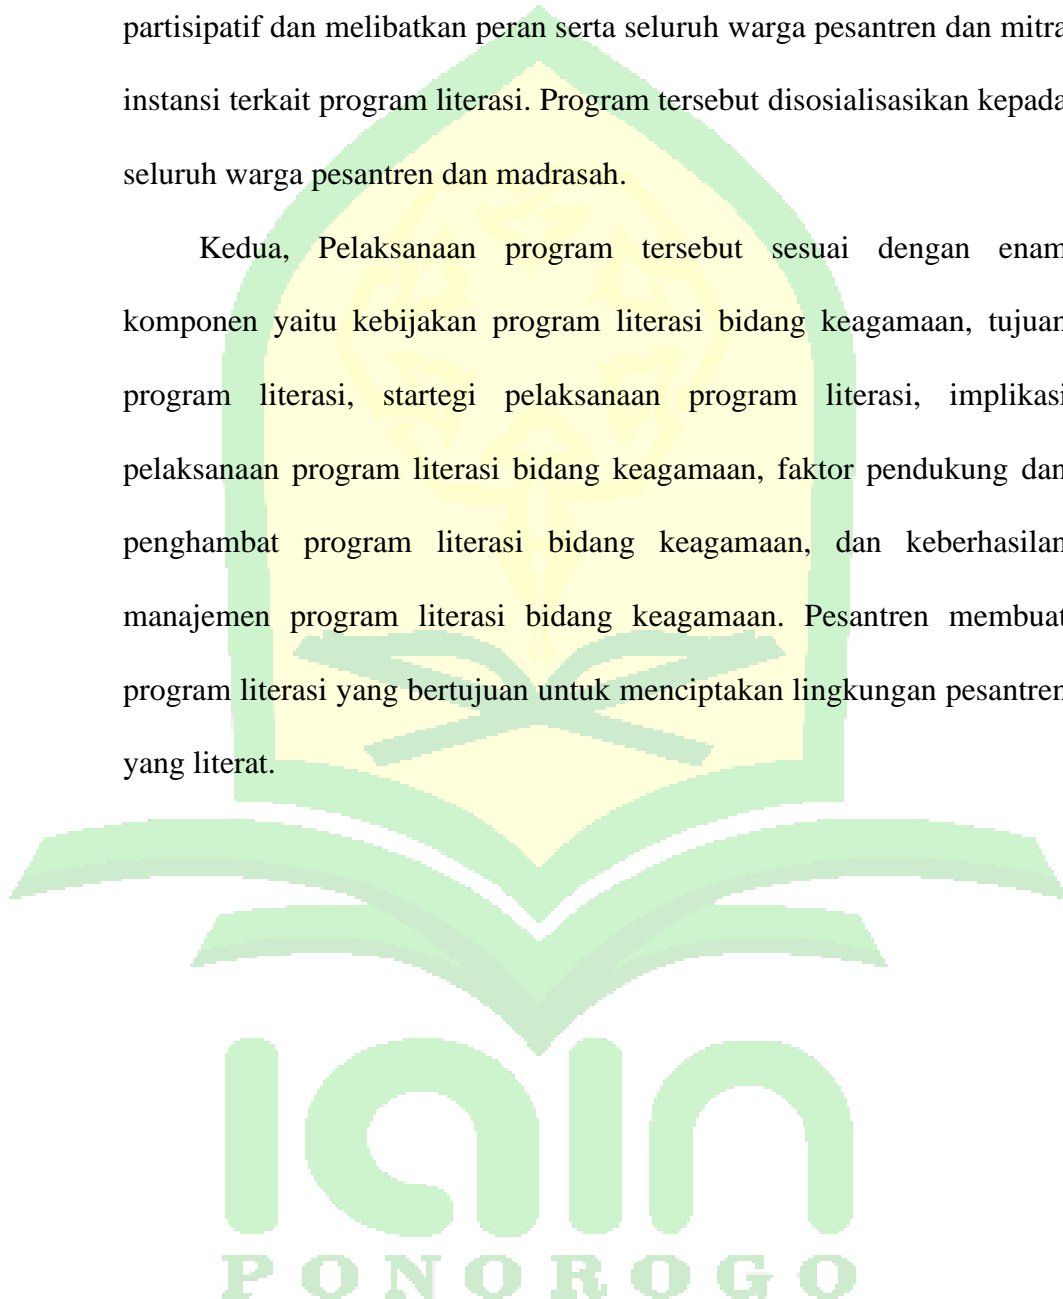 partisipatif dan melibatkan peran serta seluruh warga pesantren dan mitra
instansi terkait program literasi. Program tersebut disosialisasikan kepada
seluruh warga pesantren dan madrasah.
Kedua, Pelaksanaan program tersebut sesuai dengan enam
komponen yaitu kebijakan program literasi bidang keagamaan, tujuan
program literasi, startegi pelaksanaan program literasi, implikasi
pelaksanaan program literasi bidang keagamaan, faktor pendukung dan
penghambat program literasi bidang keagamaan, dan keberhasilan
manajemen program literasi bidang keagamaan. Pesantren membuat
program literasi yang bertujuan untuk menciptakan lingkungan pesantren
yang literat.
iain
PONOROGO